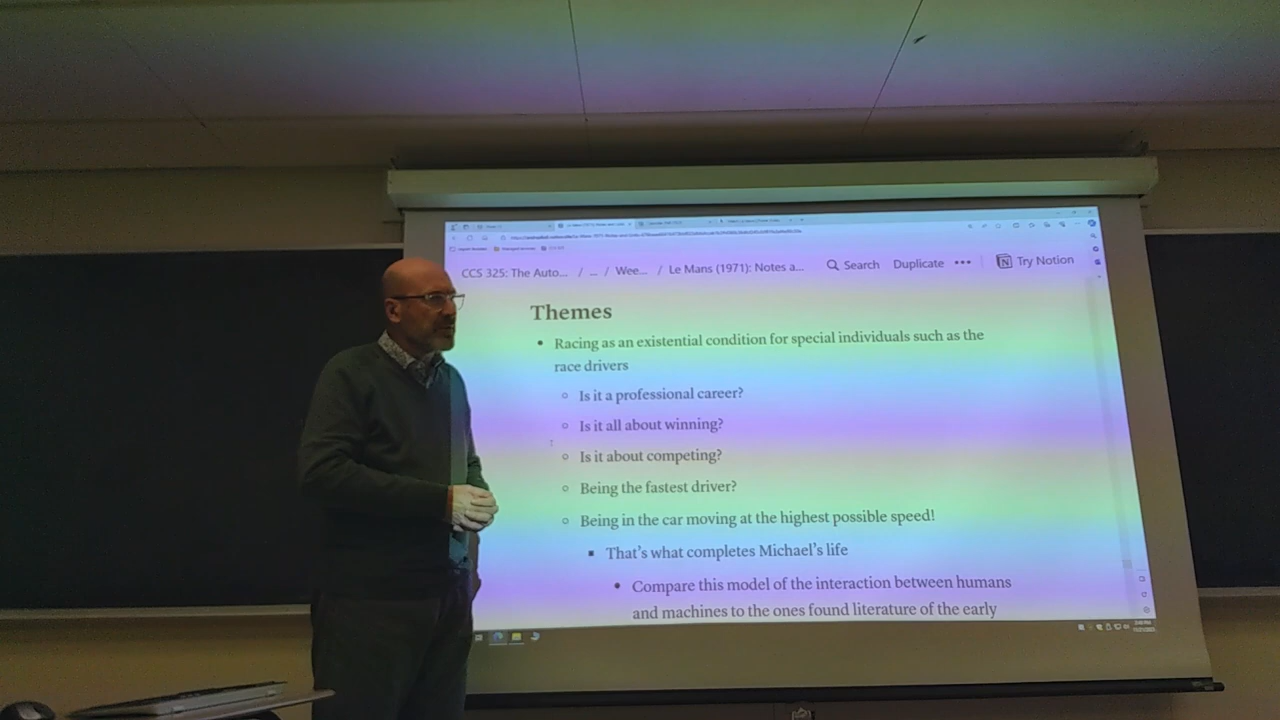 CCS 325: The Auto... / ... / Wee... / Le Mans (1971): Notes a... Search Duplicate ••• Try Notion
Themes
• Racing as an existential condition for special individuals such as the
race drivers
○ Is it a professional career?
○ Is it all about winning?
○ Is it about competing?
○ Being the fastest driver?
○ Being in the car moving at the highest possible speed!
▪ That's what completes Michael's life
• Compare this model of the interaction between humans
and machines to the ones found literature of the early